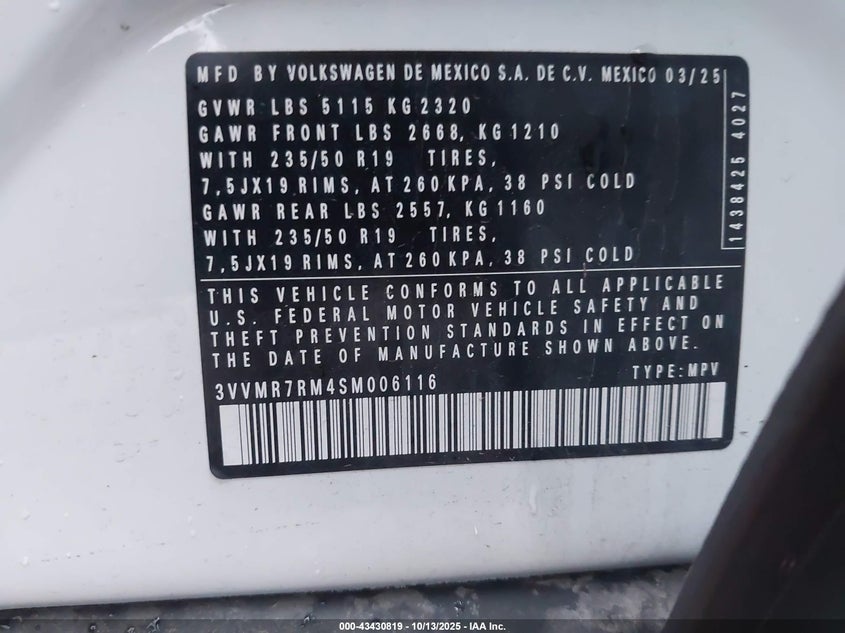 MFD BY VOLKSWAGEN DE MEXICO S.A. DE C.V. MEXICO 03/25
GVWR LBS 5115 KG 2320
GAWR FRONT LBS 2668, KG 1210
WITH 235/50 R19 TIRES,
7,5JX19 RIMS, AT 260 KPA, 38 PSI COLD
GAWR REAR LBS 2557, KG 1160
WITH 235/50 R19 TIRES,
7,5JX19 RIMS, AT 260 KPA, 38 PSI COLD
1438425 4027
THIS VEHICLE CONFORMS TO ALL APPLICABLE
U.S. FEDERAL MOTOR VEHICLE SAFETY AND
THEFT PREVENTION STANDARDS IN EFFECT ON
THE DATE OF MANUFACTURE SHOWN ABOVE.
3VVMR7RM4SM006116 TYPE: MPV
000-43430819 - 10/13/2025 - IAA Inc.